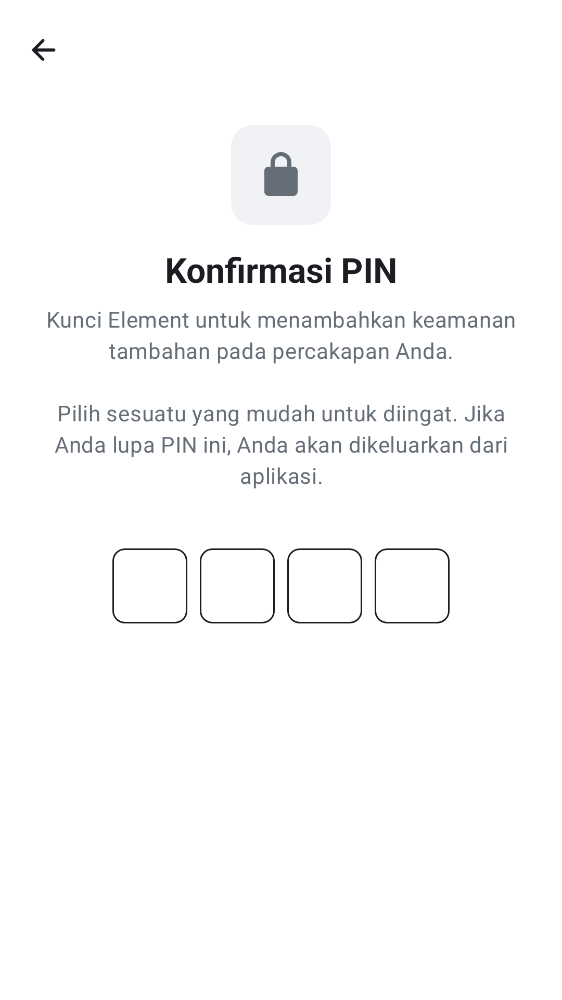 Konfirmasi PIN
Kunci Element untuk menambahkan keamanan
tambahan pada percakapan Anda.
Pilih sesuatu yang mudah untuk diingat. Jika
Anda lupa PIN ini, Anda akan dikeluarkan dari
aplikasi.